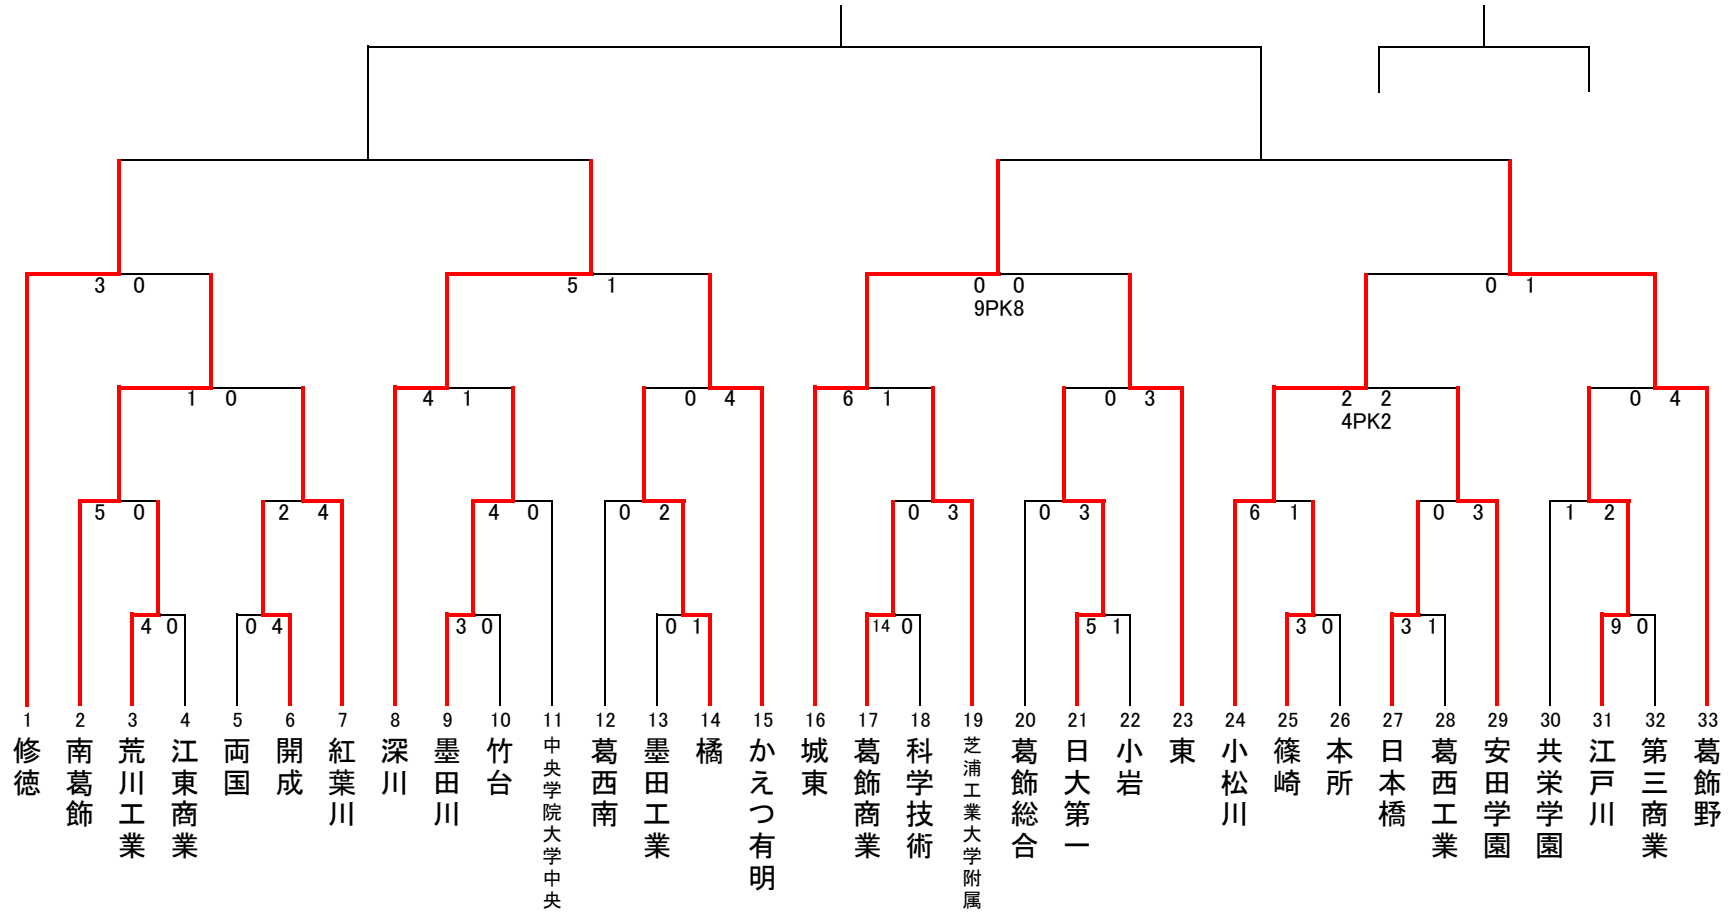 3 0
5 1
0 0
9PK8
0 1
1 0
4 1
0 4
6 1
0 3
2 2
4PK2
0 4
5 0
2 4
4 0
0 2
0 3
0 3
6 1
0 3
1 2
4 0
0 4
3 0
0 1
14 0
5 1
3 0
3 1
9 0
1 2 3 4 5 6 7 8 9 10 11 12 13 14 15 16 17 18 19 20 21 22 23 24 25 26 27 28 29 30 31 32 33
修徳
南葛飾
荒川工業
江東商業
両国
開成
紅葉川
深川
墨田川
竹台
中央学院大学中央
葛西南
墨田工業
橘
かえつ有明
城東
葛飾商業
科学技術
芝浦工業大学附属
葛飾総合
日大第一
小岩
東
小松川
篠崎
本所
日本橋
葛西工業
安田学園
共栄学園
江戸川
第三商業
葛飾野